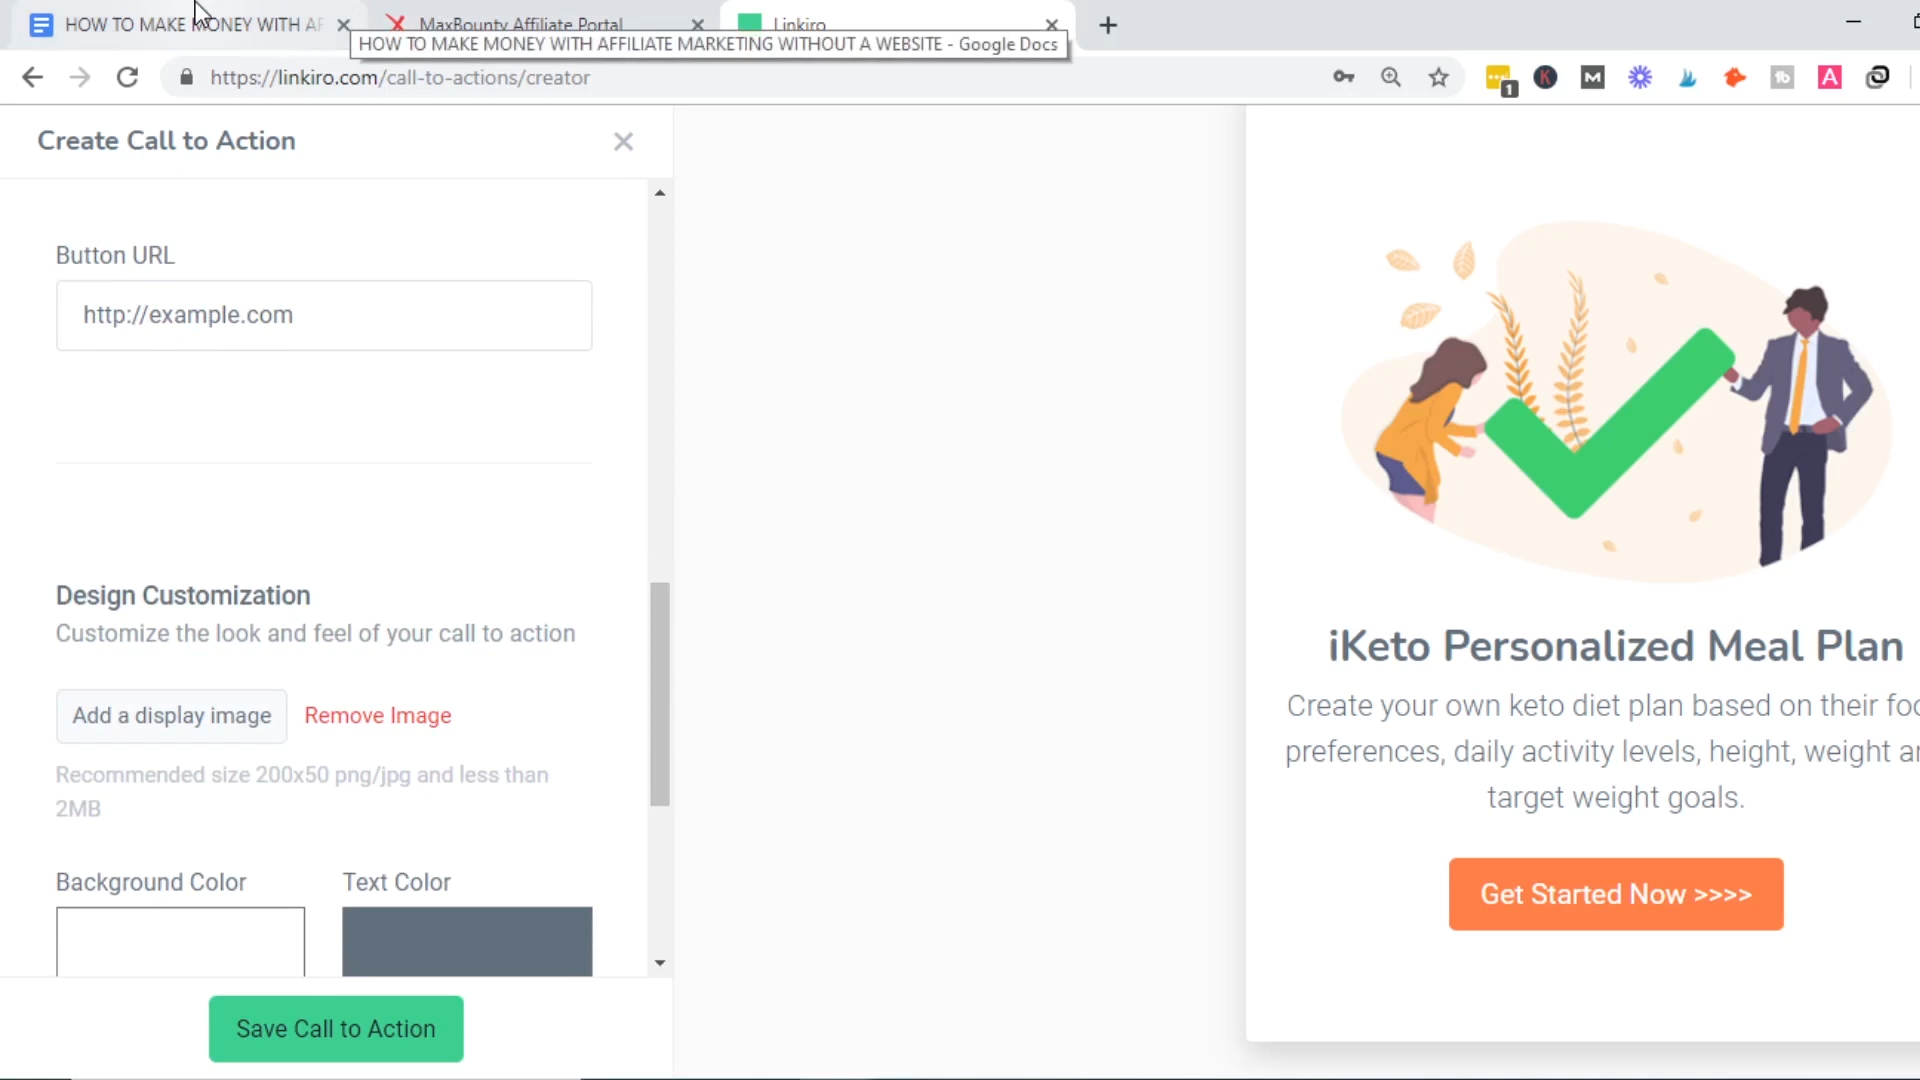 HOW TO MAKE MONEY WITH AF
MaxBounty Affiliate Portal
Linkiro
HOW TO MAKE MONEY WITH AFFILIATE MARKETING WITHOUT A WEBSITE - Google Docs
https://linkiro.com/call-to-actions/creator
1
K
M
A
Create Call to Action
Button URL
http://example.com
Design Customization
Customize the look and feel of your call to action
Add a display image
Remove Image
Recommended size 200x50 png/jpg and less than
2MB
Background Color
Text Color
Save Call to Action
iKeto Personalized Meal Plan
Create your own keto diet plan based on their foo
preferences, daily activity levels, height, weight an
target weight goals.
Get Started Now >>>>